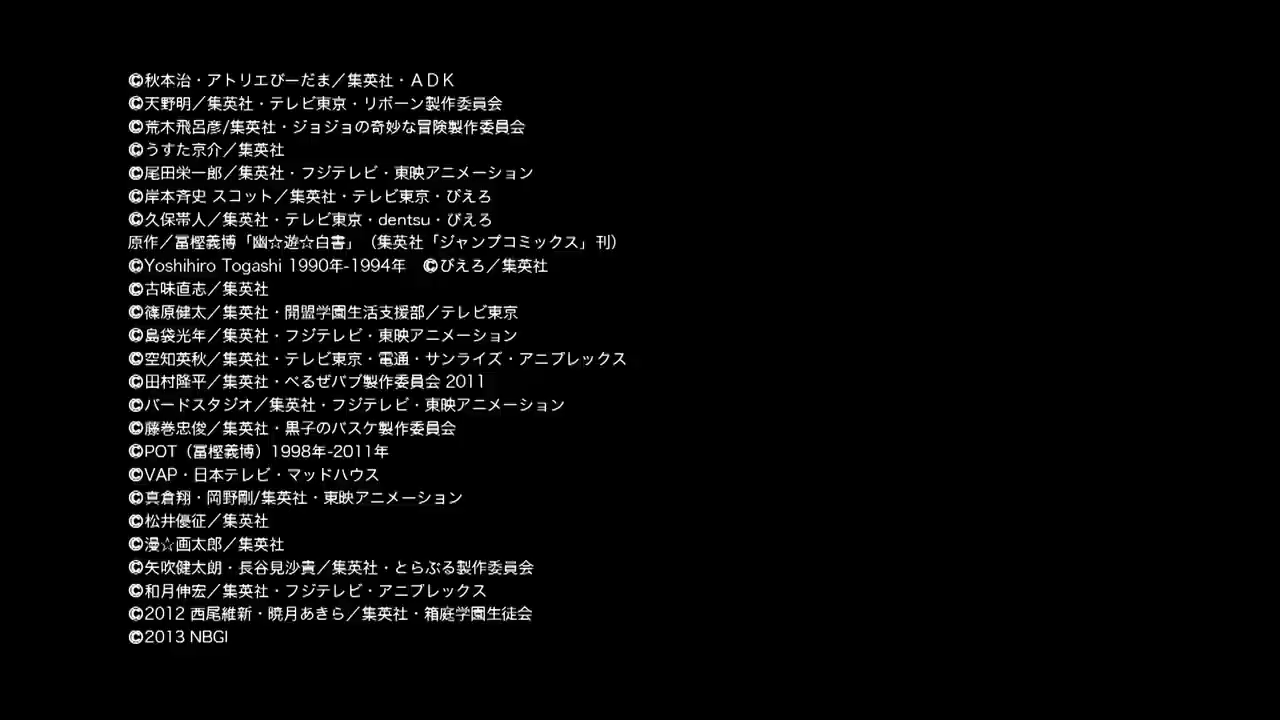 ©秋本治・アトリエびーだま／集英社・ＡＤＫ
©天野明／集英社・テレビ東京・リボーン製作委員会
©荒木飛呂彦/集英社・ジョジョの奇妙な冒険製作委員会
©うすた京介／集英社
©尾田栄一郎／集英社・フジテレビ・東映アニメーション
©岸本斉史 スコット／集英社・テレビ東京・ぴえろ
©久保帯人／集英社・テレビ東京・dentsu・ぴえろ
原作／冨樫義博「幽☆遊☆白書」（集英社「ジャンプコミックス」刊）
©Yoshihiro Togashi 1990年-1994年　©ぴえろ／集英社
©古味直志／集英社
©篠原健太／集英社・開盟学園生活支援部／テレビ東京
©島袋光年／集英社・フジテレビ・東映アニメーション
©空知英秋／集英社・テレビ東京・電通・サンライズ・アニプレックス
©田村隆平／集英社・べるぜバブ製作委員会 2011
©バードスタジオ／集英社・フジテレビ・東映アニメーション
©藤巻忠俊／集英社・黒子のバスケ製作委員会
©POT（冨樫義博）1998年-2011年
©VAP・日本テレビ・マッドハウス
©真倉翔・岡野剛/集英社・東映アニメーション
©松井優征／集英社
©漫☆画太郎／集英社
©矢吹健太朗・長谷見沙貴／集英社・とらぶる製作委員会
©和月伸宏／集英社・フジテレビ・アニプレックス
©2012 西尾維新・暁月あきら／集英社・箱庭学園生徒会
©2013 NBGI